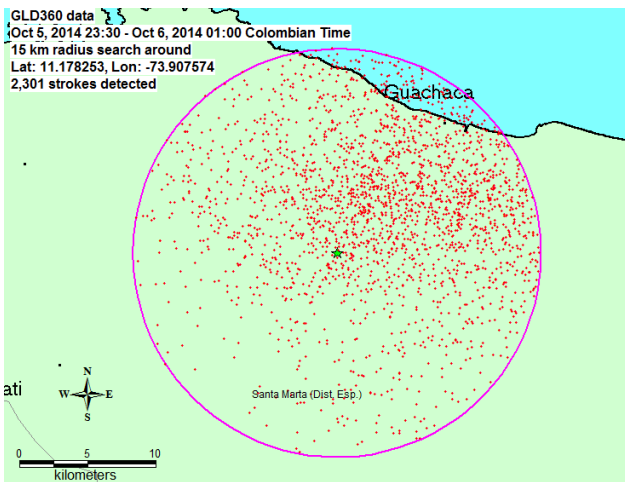 GLD360 data
Oct 5, 2014 23:30 - Oct 6, 2014 01:00 Colombian Time
15 km radius search around
Lat: 11.178253, Lon: -73.907574
2,301 strokes detected
Guachaca
N
W E
S
ati
Santa Marta (Dist. Esp.)
0 5 10
kilometers